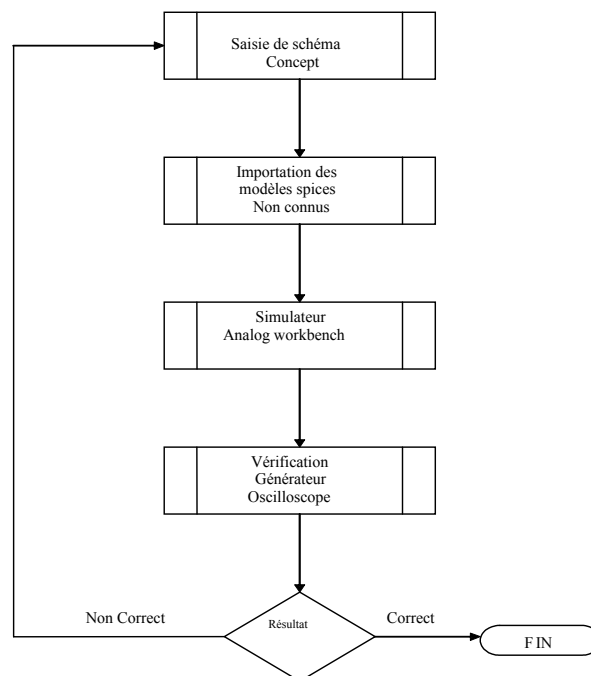 Saisie de schéma
Concept
Importation des
modèles spices
Non connus
Simulateur
Analog workbench
Vérification
Générateur
Oscilloscope
Non Correct
Résultat
Correct
FIN